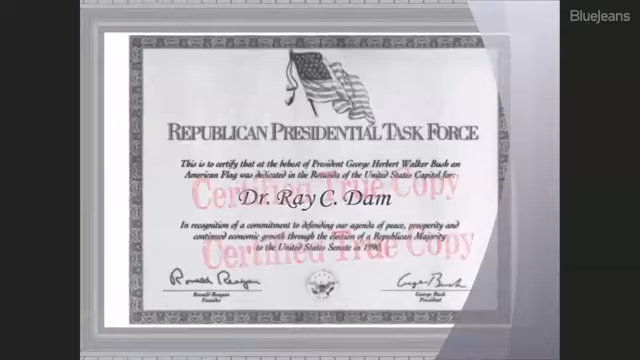 BlueJeans
REPUBLICAN PRESIDENTIAL TASK FORCE
This is to certify that at the behest of President George Herbert Walker Bush an
American Flag was dedicated in the Rotunda of the United States Capitol for:
Certified True Copy
Dr. Ray C. Dam
In recognition of a commitment to defending our agenda of peace, prosperity and
continued economic growth through the election of a Republican Majority
to the United States Senate in 1990.
Certified True Copy
Ronald Reagan
George Bush
Ronald Reagan
Founder
George Bush
President